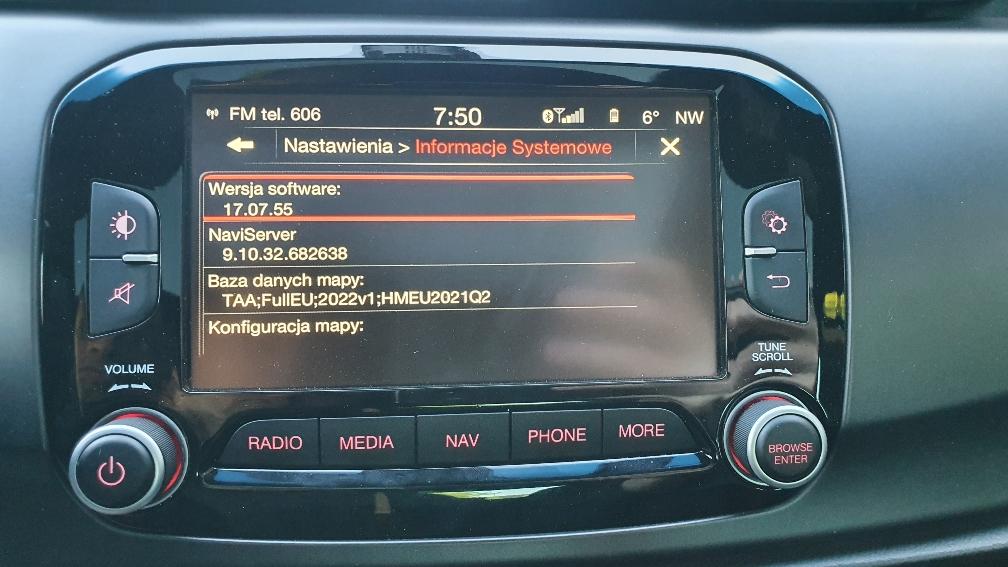 FM tel. 606 7:50 6° NW
Nastawienia > Informacje Systemowe
Wersja software:
17.07.55
NaviServer
9.10.32.682638
Baza danych mapy:
TAA;FullEU;2022v1;HMEU2021Q2
Konfiguracja mapy:
VOLUME
TUNE
SCROLL
RADIO MEDIA NAV PHONE MORE
BROWSE
ENTER